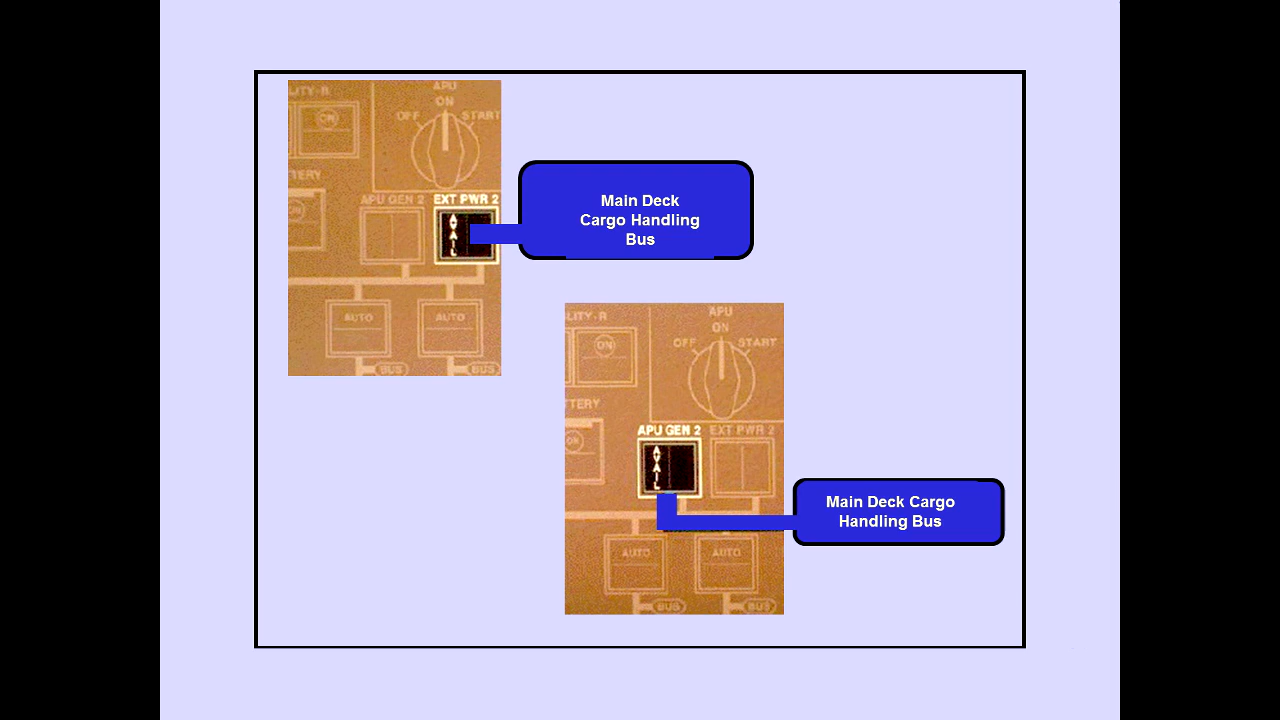 LITY-R
APU
ON
OFF
START
ON
TTERY
APU GEN 2
EXT PWR 2
ON
AVAIL
Main Deck
Cargo Handling
Bus
AUTO
AUTO
BUS
BUS
LITY-R
APU
ON
OFF
START
ON
TTERY
APU GEN 2
EXT PWR 2
ON
AVAIL
Main Deck Cargo
Handling Bus
AUTO
AUTO
BUS
BUS